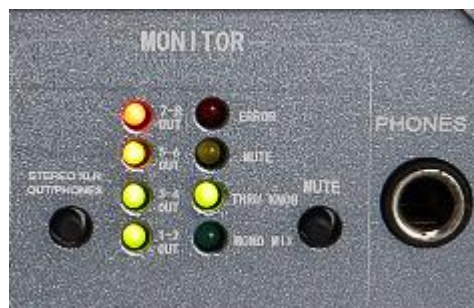 MONITOR
7-8
OUT
ERROR
PHONES
5-6
OUT
MUTE
STEREO XLR
OUT/PHONES
3-4
OUT
THRU KNOB
MUTE
1-2
OUT
MONO MIX